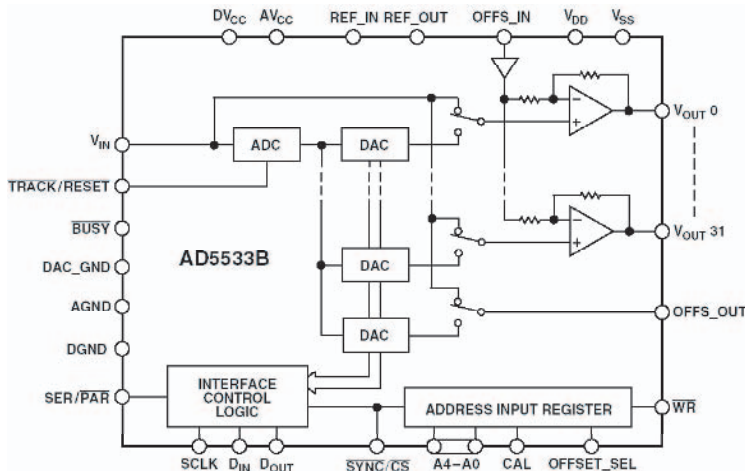 DVCC AVCC REF_IN REF_OUT OFFS_IN VDD VSS
VIN
ADC
DAC
VOUT 0
TRACK/RESET
BUSY
DAC_GND
AD5533B
DAC
VOUT 31
AGND
DGND
DAC
OFFS_OUT
SER/PAR
INTERFACE
CONTROL
LOGIC
ADDRESS INPUT REGISTER
WR
SCLK DIN DOUT SYNC/CS A4–A0 CAL OFFSET_SEL